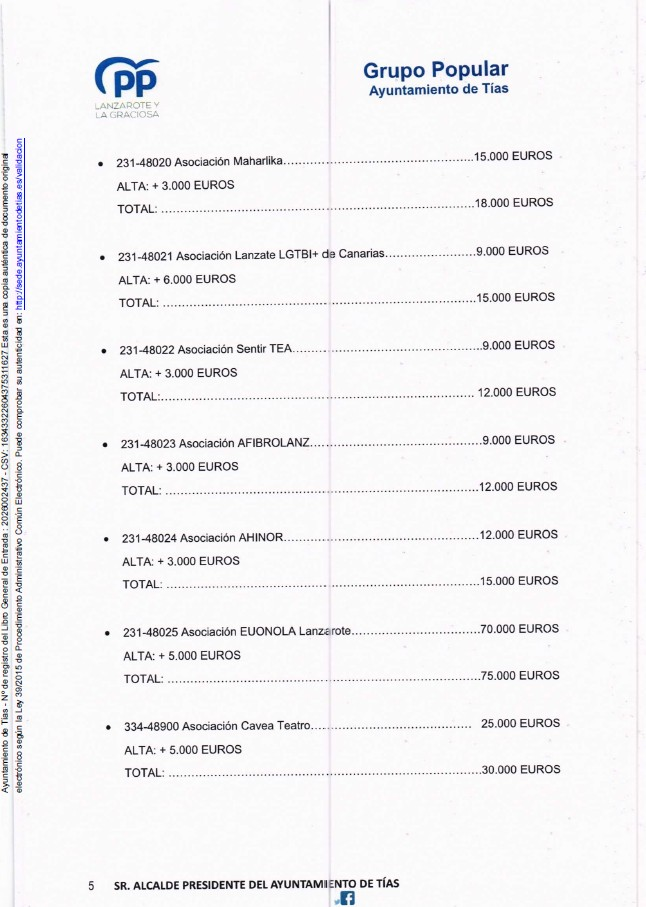 PP
LANZAROTE Y
LA GRACIOSA
Grupo Popular
Ayuntamiento de Tías
• 231-48020 Asociación Maharlika..................................................15.000 EUROS
ALTA: + 3.000 EUROS
TOTAL: ................................................................................18.000 EUROS
• 231-48021 Asociación Lanzate LGTBI+ de Canarias........................9.000 EUROS
ALTA: + 6.000 EUROS
TOTAL: ................................................................................15.000 EUROS
• 231-48022 Asociación Sentir TEA..................................................9.000 EUROS
ALTA: + 3.000 EUROS
TOTAL:................................................................................ 12.000 EUROS
• 231-48023 Asociación AFIBROLANZ.............................................9.000 EUROS
ALTA: + 3.000 EUROS
TOTAL: ................................................................................12.000 EUROS
• 231-48024 Asociación AHINOR....................................................12.000 EUROS
ALTA: + 3.000 EUROS
TOTAL: ................................................................................15.000 EUROS
• 231-48025 Asociación EUONOLA Lanzarote..................................70.000 EUROS
ALTA: + 5.000 EUROS
TOTAL: ................................................................................75.000 EUROS
• 334-48900 Asociación Cavea Teatro.......................................... 25.000 EUROS
ALTA: + 5.000 EUROS
TOTAL: ................................................................................30.000 EUROS
5 SR. ALCALDE PRESIDENTE DEL AYUNTAMIENTO DE TÍAS
Ayuntamiento de Tías - Nº de registro del Libro General de Entrada : 2026002437 - CSV: 16343322604375311627.Esta es una copia auténtica de documento original
electrónico según la Ley 39/2015 de Procedimiento Administrativo Común Electrónico. Puede comprobar su autenticidad en: http://sede.ayuntamientodetias.es/validacion